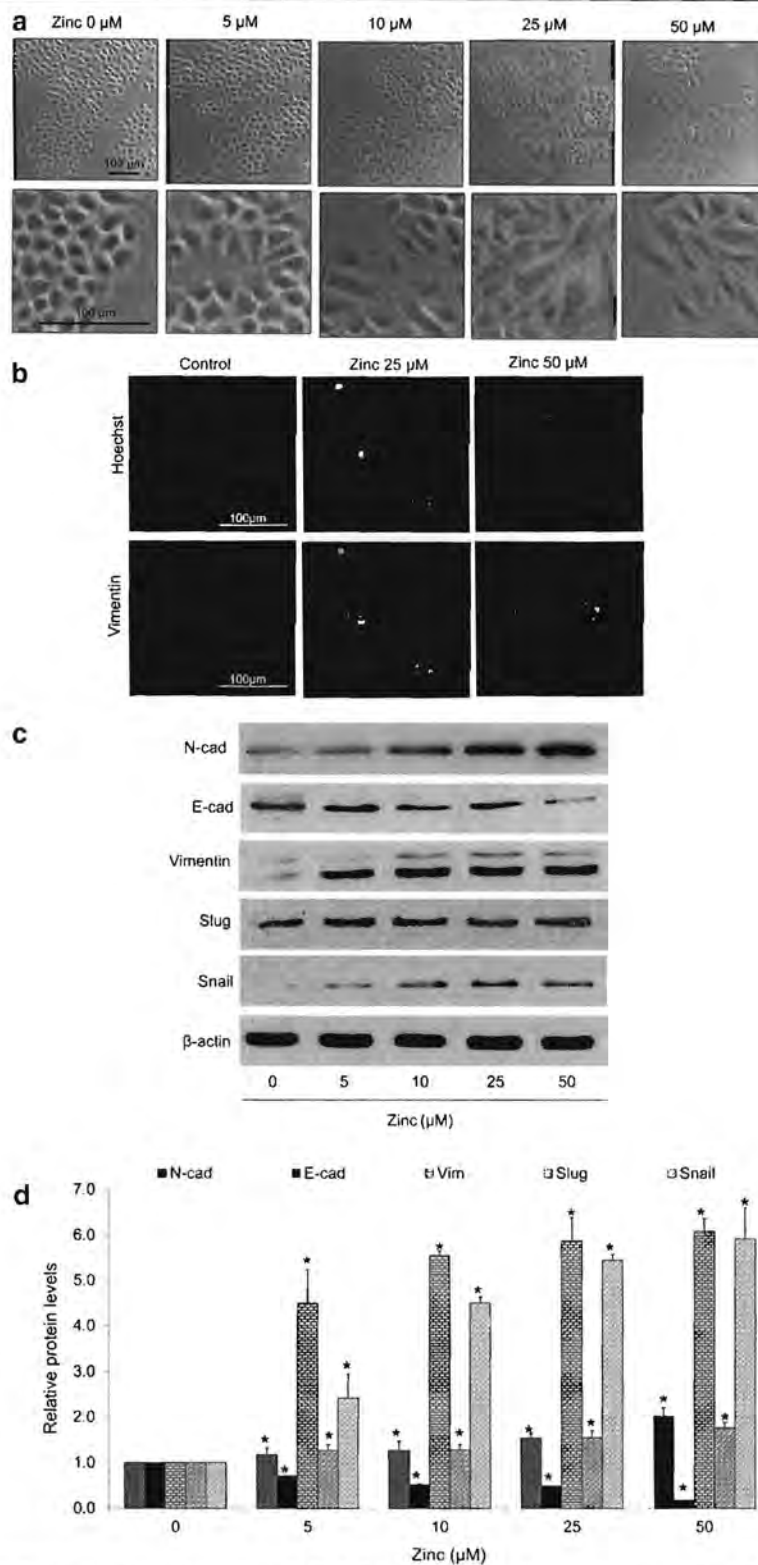 a
Zinc 0 µM 5 µM 10 µM 25 µM 50 µM
100 µm
100 µm
b
Control Zinc 25 µM Zinc 50 µM
Hoechst
100µm
Vimentin
100µm
c
N-cad
E-cad
Vimentin
Slug
Snail
β-actin
0 5 10 25 50
Zinc (µM)
d
N-cad E-cad Vim Slug Snail
Relative protein levels
7.0
6.0
5.0
4.0
3.0
2.0
1.0
0.0
* * * * *
* * * *
* * * *
* * * * *
0 5 10 25 50
Zinc (µM)